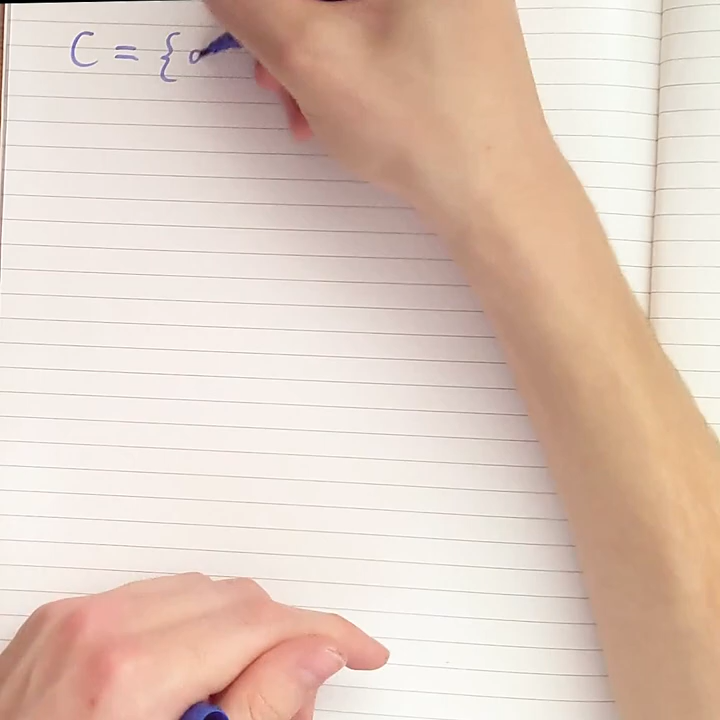 C = {